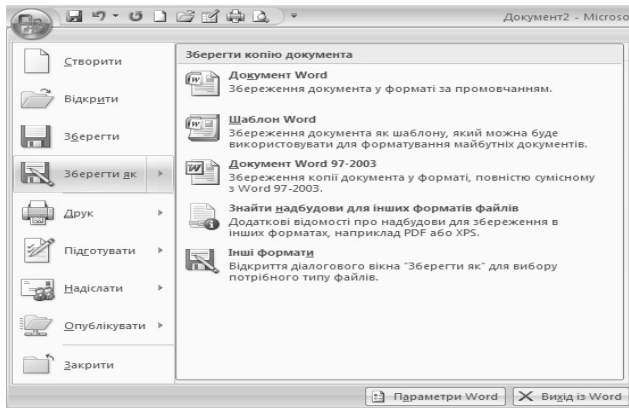 Документ2 - Microso
Створити
Відкрити
Зберегти
Зберегти як
Друк
Підготувати
Надіслати
Опублікувати
Закрити
Зберегти копію документа
Документ Word
Збереження документа у форматі за промовчанням.
Шаблон Word
Збереження документа як шаблону, який можна буде
використовувати для форматування майбутніх документів.
Документ Word 97-2003
Збереження копії документа у форматі, повністю сумісному
з Word 97-2003.
Знайти надбудови для інших форматів файлів
Додаткові відомості про надбудови для збереження в
інших форматах, наприклад PDF або XPS.
Інші формати
Відкриття діалогового вікна "Зберегти як" для вибору
потрібного типу файлів.
Параметри Word
Вихід із Word